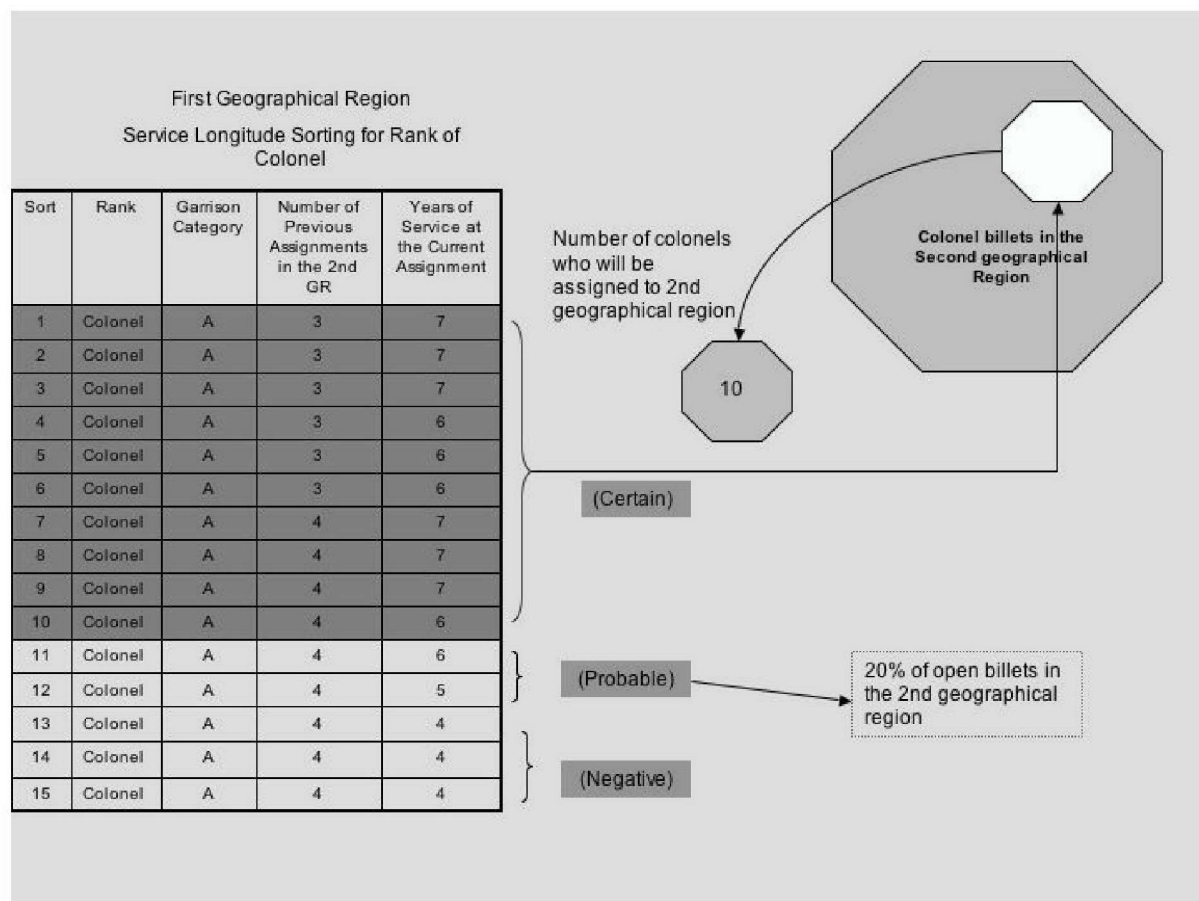 First Geographical Region
Service Longitude Sorting for Rank of
Colonel
Sort Rank Garrison Category Number of Previous Assignments in the 2nd GR Years of Service at the Current Assignment
1 Colonel A 3 7
2 Colonel A 3 7
3 Colonel A 3 7
4 Colonel A 3 6
5 Colonel A 3 6
6 Colonel A 3 6
7 Colonel A 4 7
8 Colonel A 4 7
9 Colonel A 4 7
10 Colonel A 4 6
11 Colonel A 4 6
12 Colonel A 4 5
13 Colonel A 4 4
14 Colonel A 4 4
15 Colonel A 4 4
Number of colonels
who will be
assigned to 2nd
geographical region
10
Colonel billets in the
Second geographical
Region
(Certain)
(Probable)
20% of open billets in
the 2nd geographical
region
(Negative)